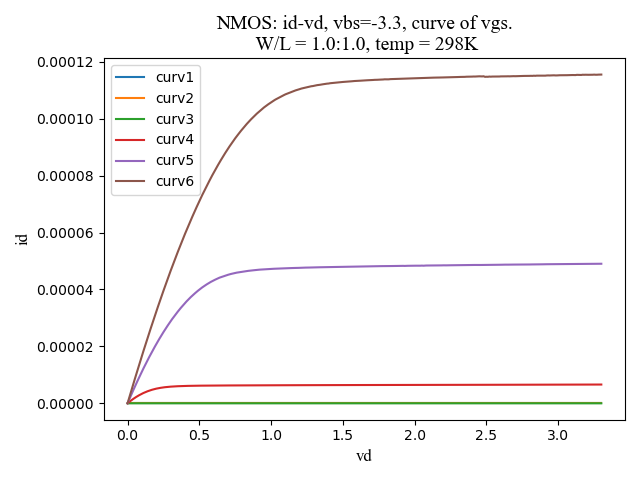 NMOS: id-vd, vbs=-3.3, curve of vgs.
W/L = 1.0:1.0, temp = 298K
0.00012
0.00010
0.00008
0.00006
0.00004
0.00002
0.00000
id
curv1
curv2
curv3
curv4
curv5
curv6
0.0 0.5 1.0 1.5 2.0 2.5 3.0
vd